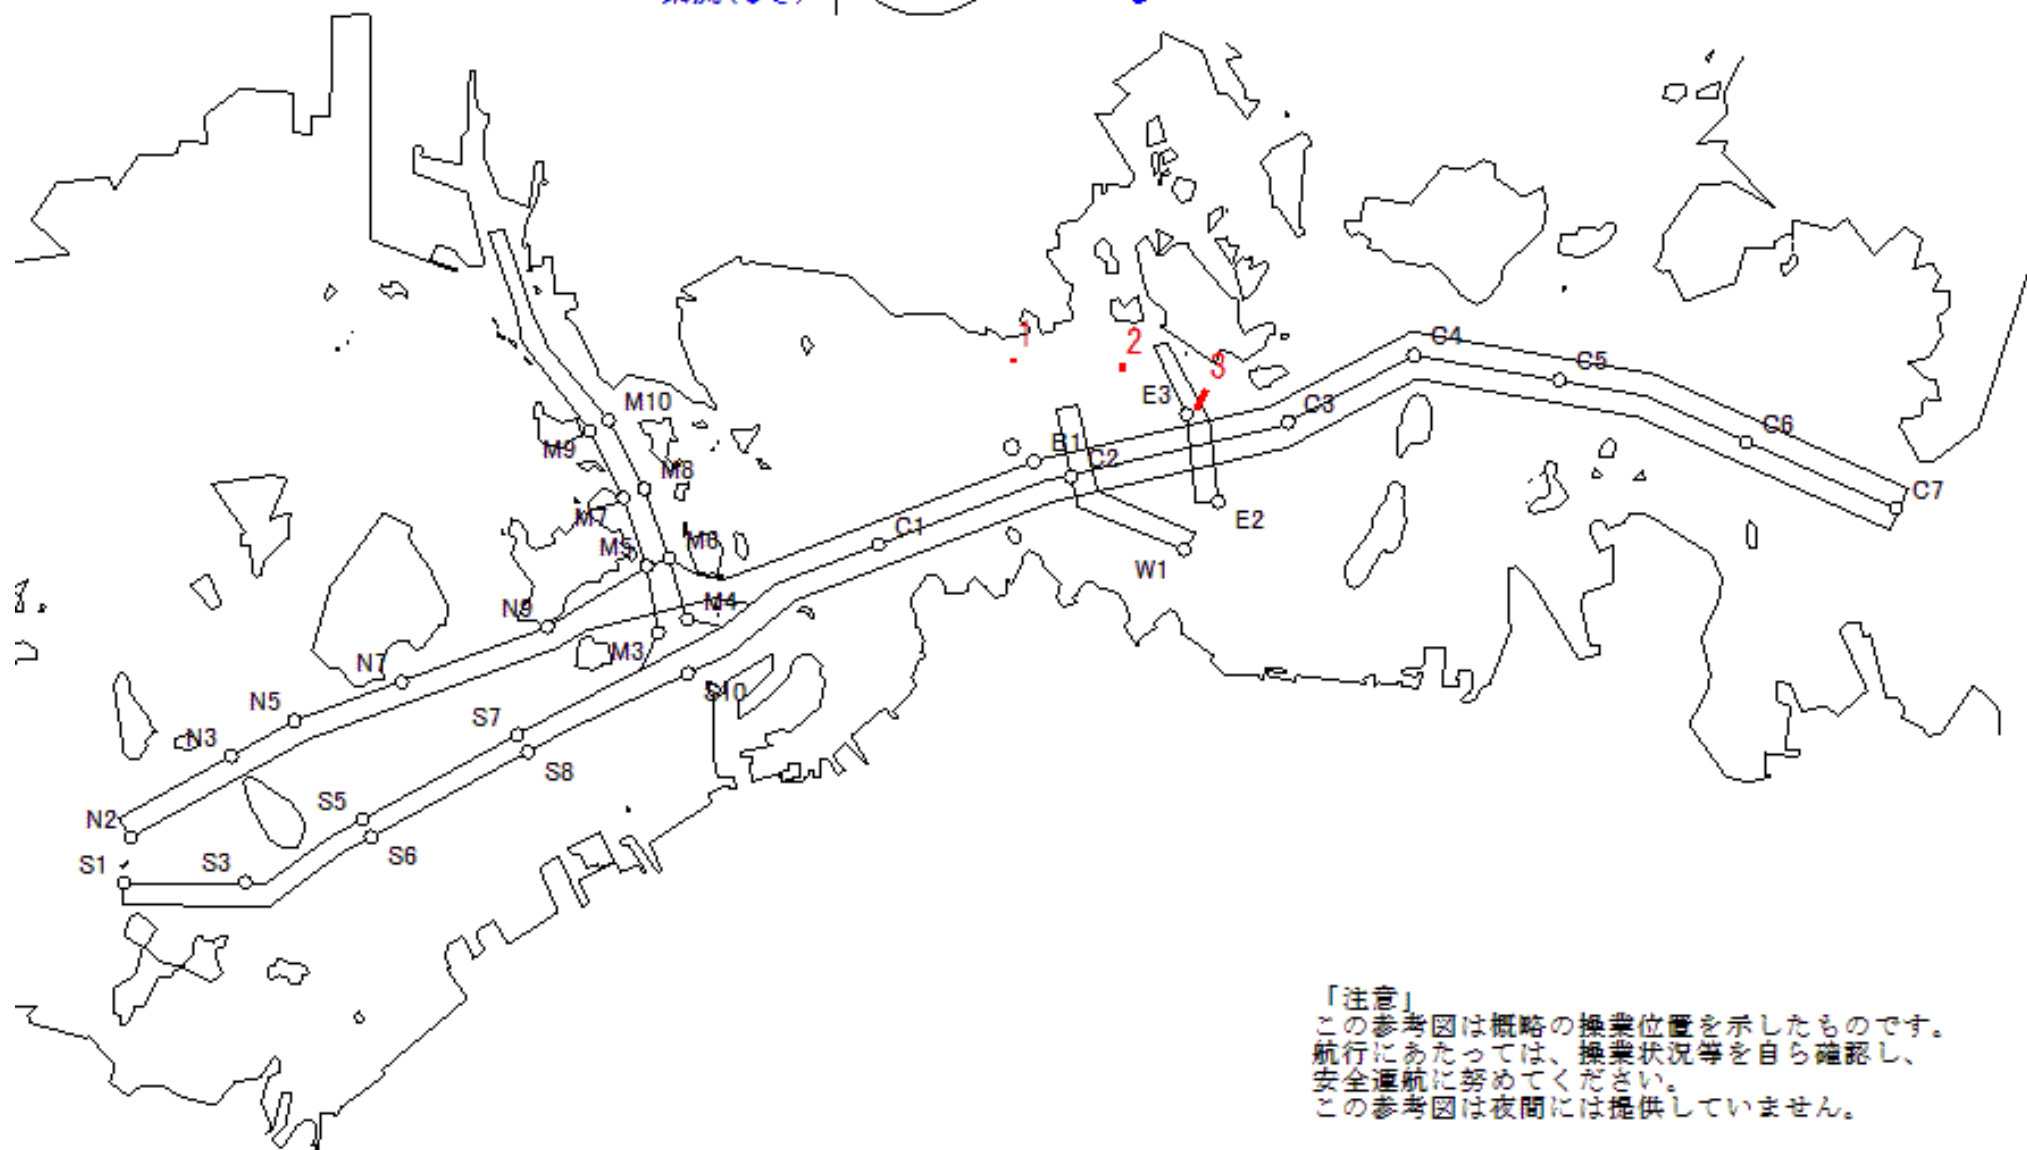 1
2
3
C4
C5
C6
C7
E3
C3
B1
C2
E2
W1
C1
M10
M9
M8
M7
M6
M5
M4
M3
N9
N7
N5
N3
N2
S10
S7
S8
S5
S6
S3
S1
「注意」
この参考図は概略の操業位置を示したものです。
航行にあたっては、操業状況等を自ら確認し、
安全運航に努めてください。
この参考図は夜間には提供していません。